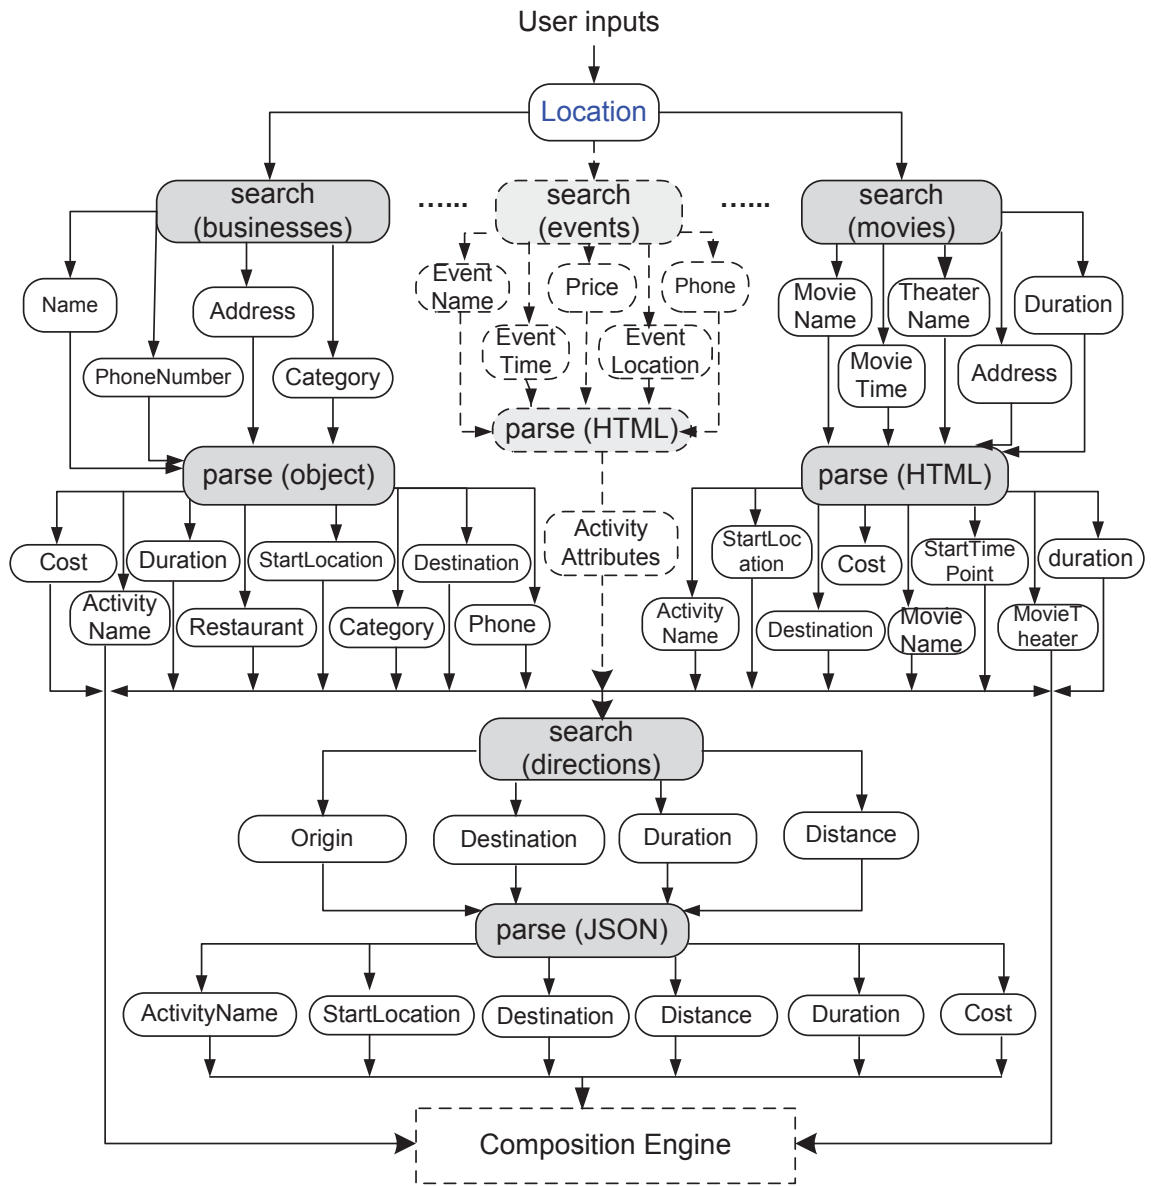 User inputs
Location
search
(businesses)
......
search
(events)
......
search
(movies)
Name
PhoneNumber
Address
Category
Event
Name
Event
Time
Price
Event
Location
Phone
Movie
Name
Movie
Time
Theater
Name
Address
Duration
parse (object)
parse (HTML)
parse (HTML)
Cost
Activity
Name
Duration
Restaurant
StartLocation
Category
Destination
Phone
Activity
Attributes
Activity
Name
StartLoc
ation
Destination
Cost
Movie
Name
StartTime
Point
MovieT
heater
duration
search
(directions)
Origin
Destination
Duration
Distance
parse (JSON)
ActivityName
StartLocation
Destination
Distance
Duration
Cost
Composition Engine